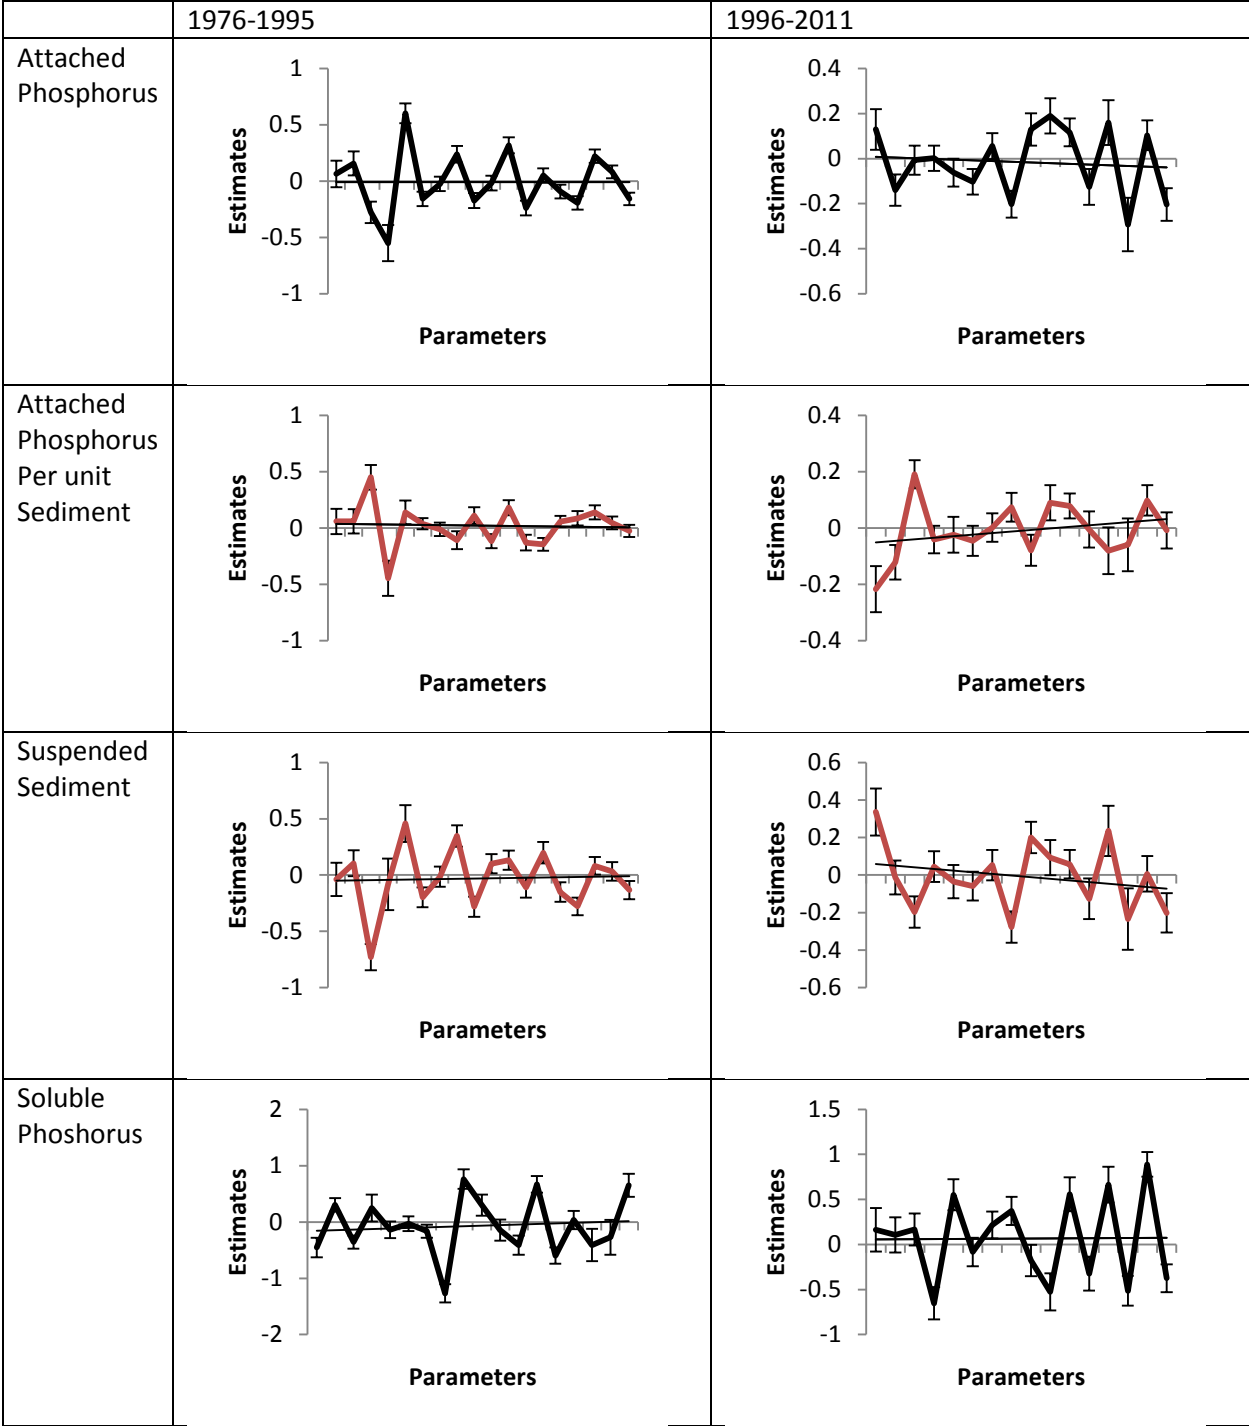 1976-1995
1996-2011
Attached
Phosphorus
1
0.5
0
-0.5
-1
Estimates
Parameters
0.4
0.2
0
-0.2
-0.4
-0.6
Estimates
Parameters
Attached
Phosphorus
Per unit
Sediment
1
0.5
0
-0.5
-1
Estimates
Parameters
0.4
0.2
0
-0.2
-0.4
Estimates
Parameters
Suspended
Sediment
1
0.5
0
-0.5
-1
Estimates
Parameters
0.6
0.4
0.2
0
-0.2
-0.4
-0.6
Estimates
Parameters
Soluble
Phoshorus
2
1
0
-1
-2
Estimates
Parameters
1.5
1
0.5
0
-0.5
-1
Estimates
Parameters